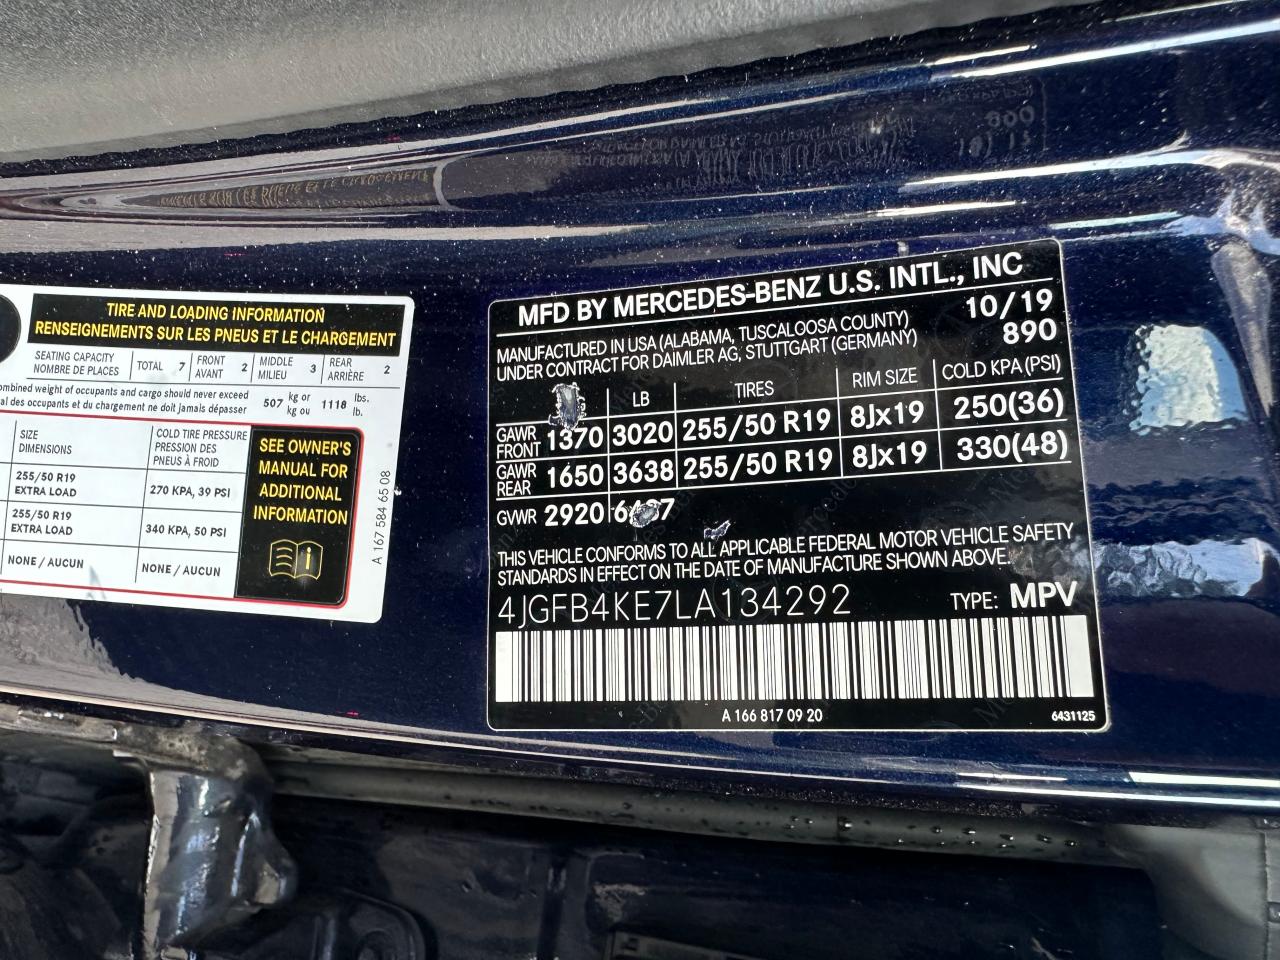 TIRE AND LOADING INFORMATION
RENSEIGNEMENTS SUR LES PNEUS ET LE CHARGEMENT
SEATING CAPACITY
NOMBRE DE PLACES
TOTAL 7
FRONT
AVANT 2
MIDDLE
MILIEU 3
REAR
ARRIÈRE 2
combined weight of occupants and cargo should never exceed
al des occupants et du chargement ne doit jamais dépasser
507 kg or
kg ou
1118 lbs.
lb.
SIZE
DIMENSIONS
COLD TIRE PRESSURE
PRESSION DES
PNEUS À FROID
255/50 R19
EXTRA LOAD
270 KPA, 39 PSI
255/50 R19
EXTRA LOAD
340 KPA, 50 PSI
NONE / AUCUN
NONE / AUCUN
SEE OWNER'S
MANUAL FOR
ADDITIONAL
INFORMATION
A 167 584 65 08
MFD BY MERCEDES-BENZ U.S. INTL., INC
MANUFACTURED IN USA (ALABAMA, TUSCALOOSA COUNTY) 10/19
UNDER CONTRACT FOR DAIMLER AG, STUTTGART (GERMANY) 890
LB TIRES RIM SIZE COLD KPA (PSI)
GAWR
FRONT 1370 3020 255/50 R19 8Jx19 250(36)
GAWR
REAR 1650 3638 255/50 R19 8Jx19 330(48)
GVWR 2920
THIS VEHICLE CONFORMS TO ALL APPLICABLE FEDERAL MOTOR VEHICLE SAFETY
STANDARDS IN EFFECT ON THE DATE OF MANUFACTURE SHOWN ABOVE.
4JGFB4KE7LA134292 TYPE: MPV
A 166 817 09 20
6431125